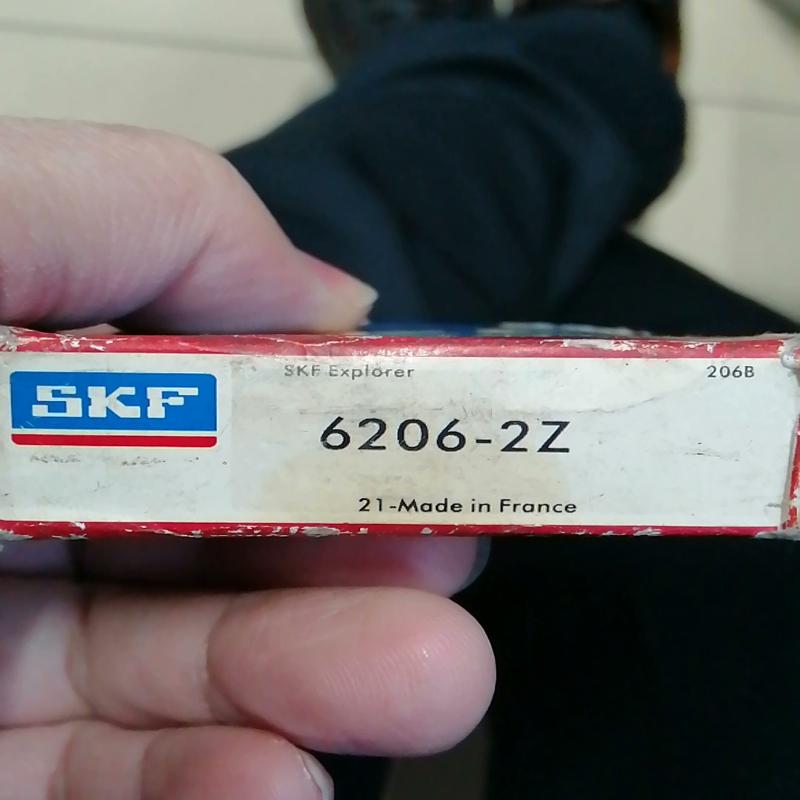 SKF Explorer
206B
SKF
6206-2Z
21-Made in France